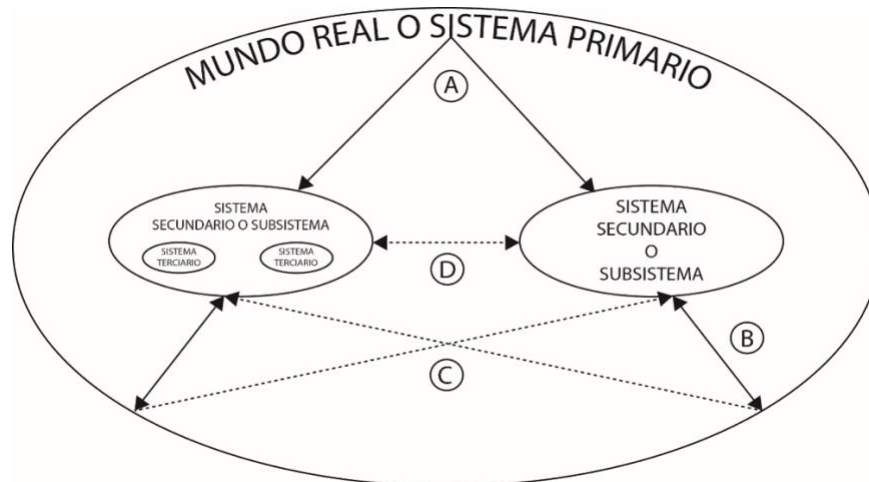 MUNDO REAL O SISTEMA PRIMARIO
A
SISTEMA
SECUNDARIO O SUBSISTEMA
SISTEMA
TERCIARIO
SISTEMA
TERCIARIO
SISTEMA
SECUNDARIO
O
SUBSISTEMA
D
B
C